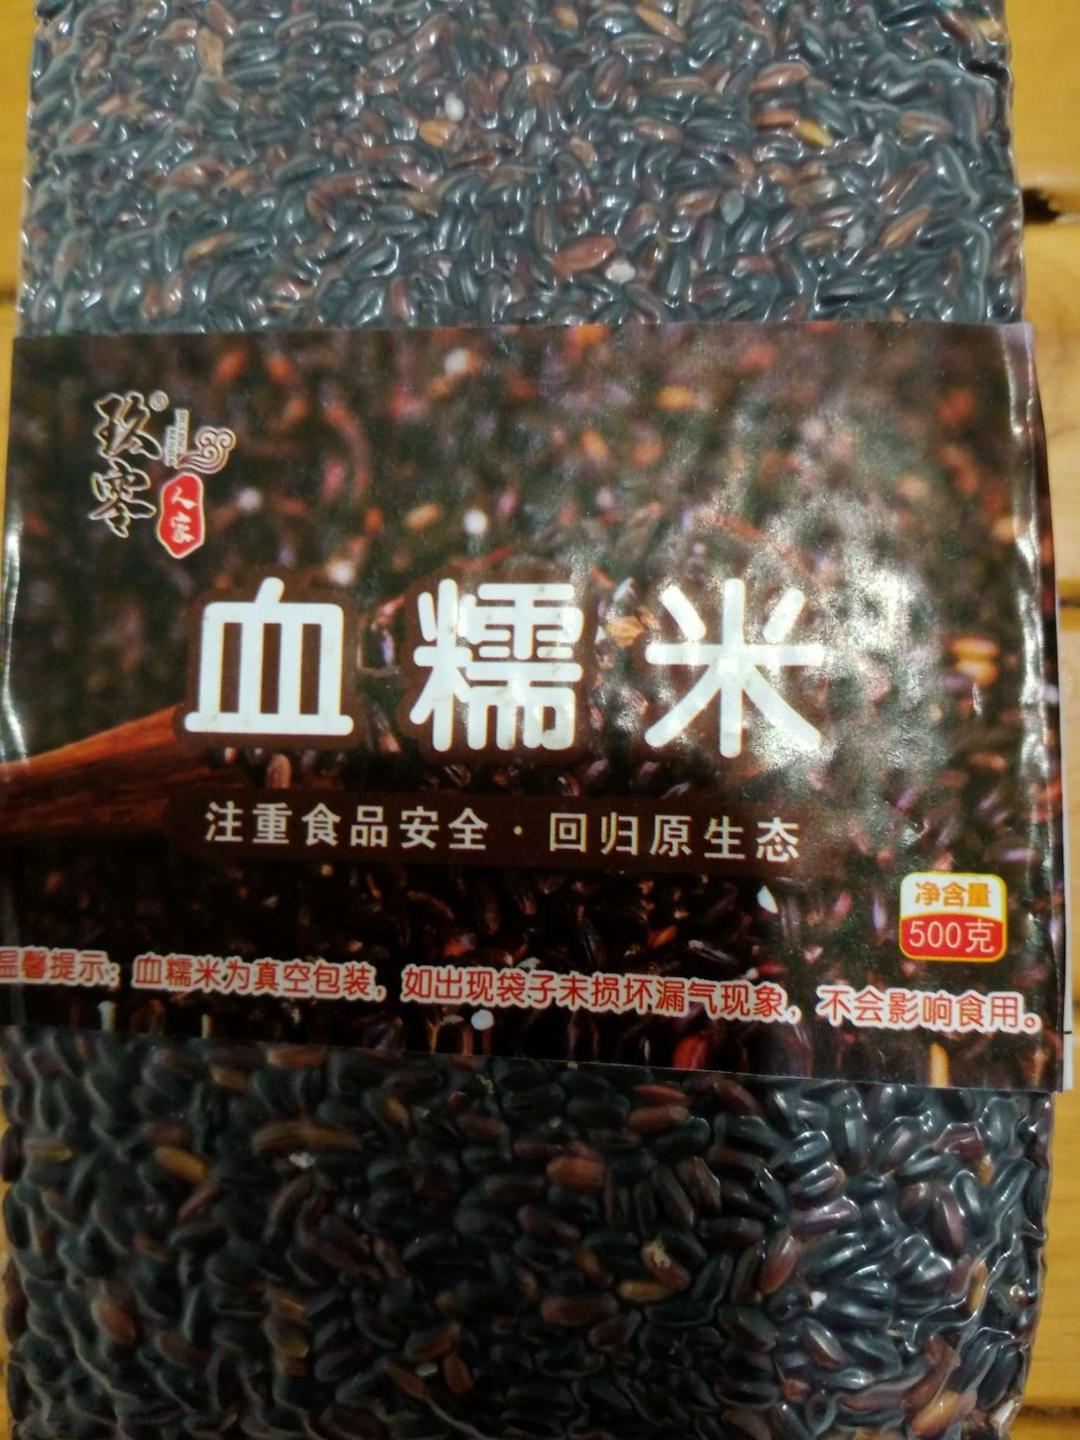 玖零
人家
血糯米
注重食品安全·回归原生态
净含量
500克
温馨提示：血糯米为真空包装，如出现袋子未损坏漏气现象，不会影响食用。